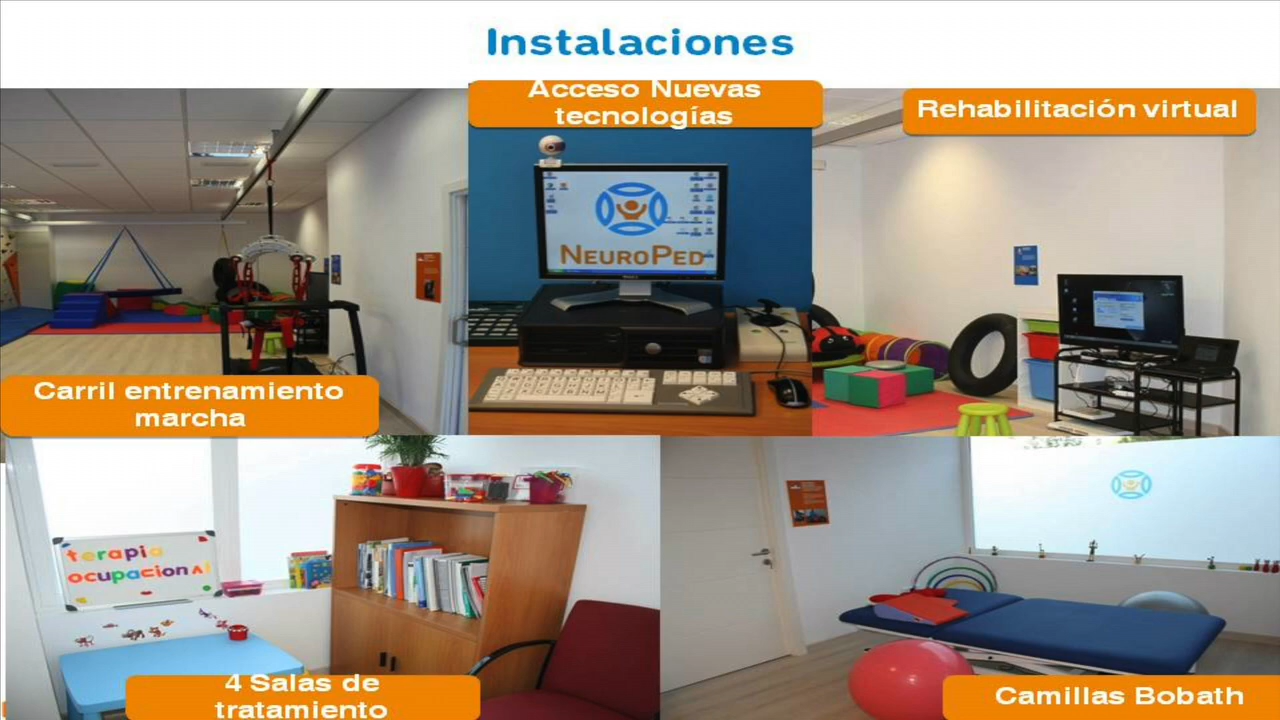 Instalaciones
Acceso Nuevas
tecnologías
Rehabilitación virtual
NEUROPED
Carril entrenamiento
marcha
terapia
ocupacional
4 Salas de
tratamiento
Camillas Bobath